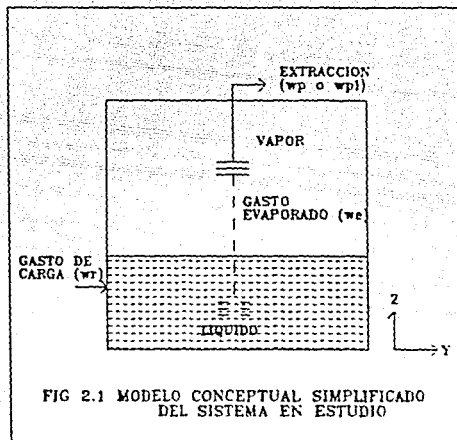 EXTRACCION
(wp o wpl)
VAPOR
GASTO
EVAPORADO (we)
GASTO DE
CARGA (wr)
LIQUIDO
Z
Y
FIG 2.1 MODELO CONCEPTUAL SIMPLIFICADO
DEL SISTEMA EN ESTUDIO